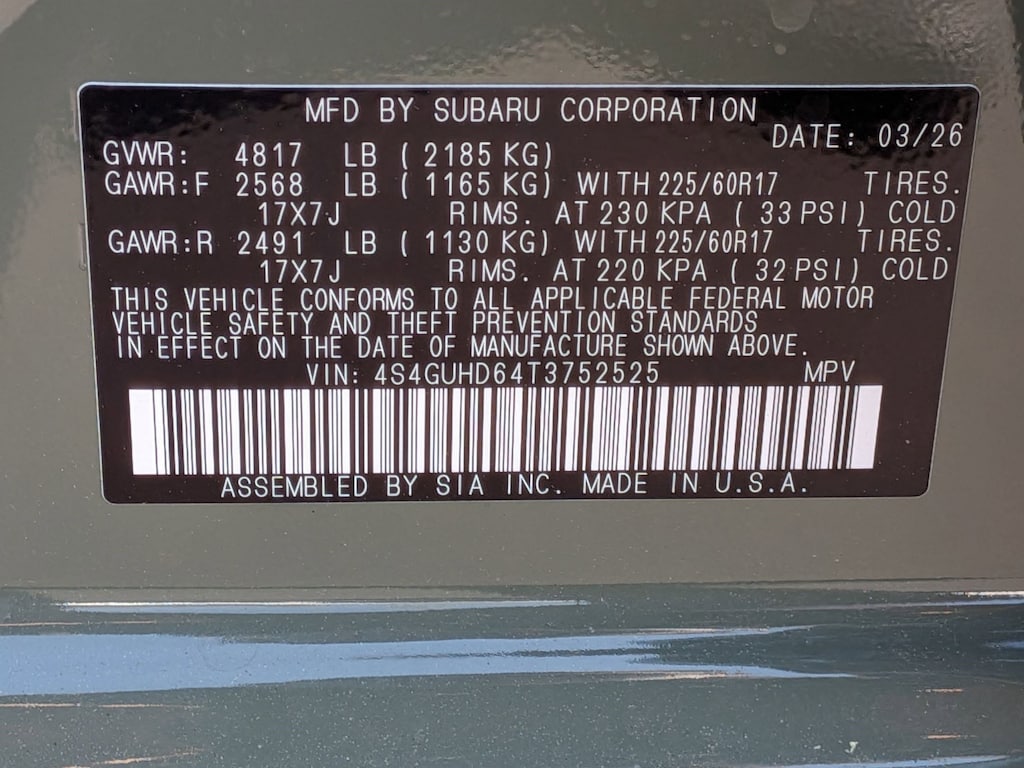 MFD BY SUBARU CORPORATION
DATE: 03/26
GVWR: 4817 LB ( 2185 KG)
GAWR:F 2568 LB ( 1165 KG) WITH 225/60R17 TIRES.
17X7J RIMS. AT 230 KPA ( 33 PSI) COLD
GAWR:R 2491 LB ( 1130 KG) WITH 225/60R17 TIRES.
17X7J RIMS. AT 220 KPA ( 32 PSI) COLD
THIS VEHICLE CONFORMS TO ALL APPLICABLE FEDERAL MOTOR
VEHICLE SAFETY AND THEFT PREVENTION STANDARDS
IN EFFECT ON THE DATE OF MANUFACTURE SHOWN ABOVE.
VIN: 4S4GUHD64T3752525 MPV
ASSEMBLED BY SIA INC. MADE IN U.S.A.